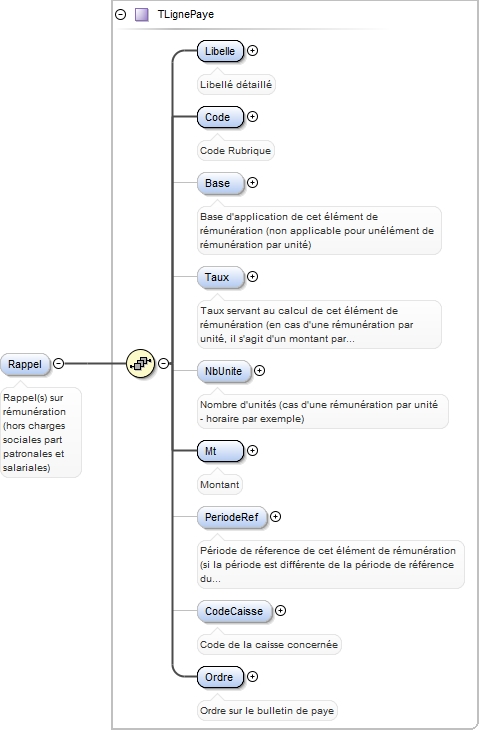 TLignePaye
Libelle
Libellé détaillé
Code
Code Rubrique
Base
Base d'application de cet élément de
rémunération (non applicable pour unélément de
rémunération par unité)
Taux
Taux servant au calcul de cet élément de
rémunération (en cas d'une rémunération par
unité, il s'agit d'un montant par...
Rappel
Rappel(s) sur
rémunération
(hors charges
sociales part
patronales et
salariales)
NbUnite
Nombre d'unités (cas d'une rémunération par unité
- horaire par exemple)
Mt
Montant
PeriodeRef
Période de réference de cet élément de rémunération
(si la période est différente de la période de référence
du...
CodeCaisse
Code de la caisse concernée
Ordre
Ordre sur le bulletin de paye